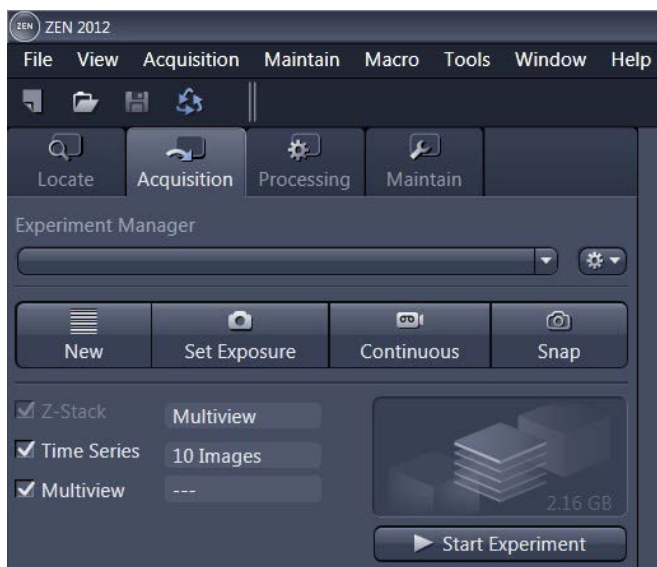 ZEN ZEN 2012
File View Acquisition Maintain Macro Tools Window Help
Locate Acquisition Processing Maintain
Experiment Manager
New Set Exposure Continuous Snap
Z-Stack Multiview
Time Series 10 Images
Multiview ---
2.16 GB
Start Experiment